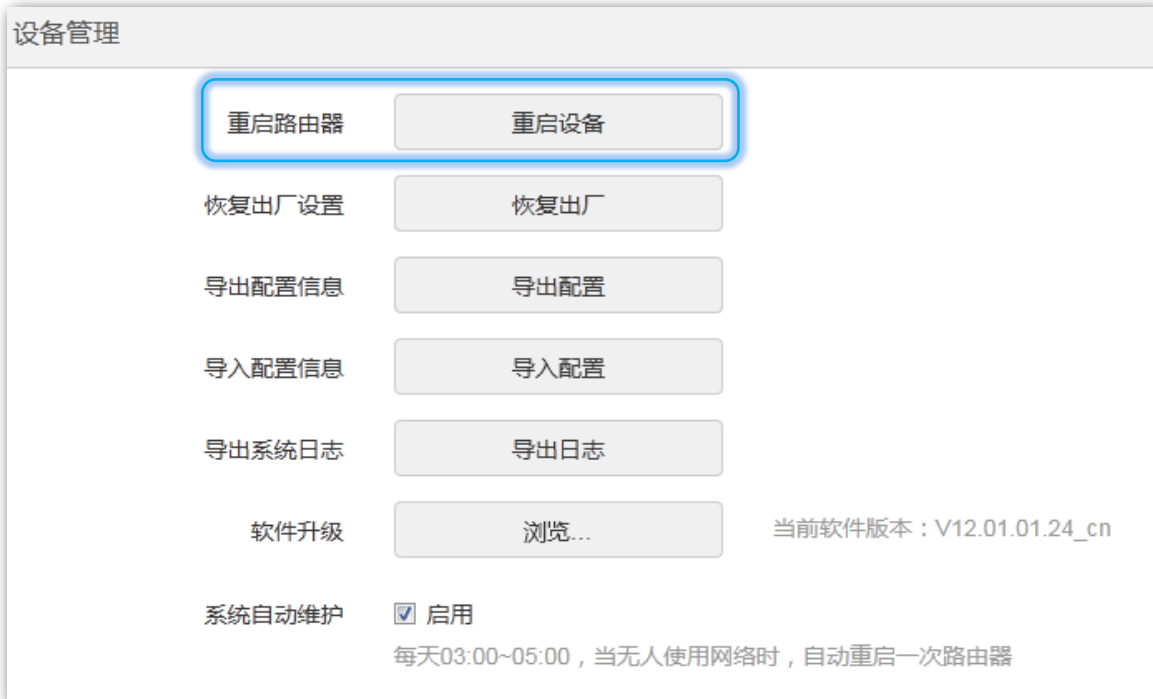 设备管理
重启路由器 重启设备
恢复出厂设置 恢复出厂
导出配置信息 导出配置
导入配置信息 导入配置
导出系统日志 导出日志
软件升级 浏览... 当前软件版本：V12.01.01.24_cn
系统自动维护 启用
每天03:00~05:00，当无人使用网络时，自动重启一次路由器